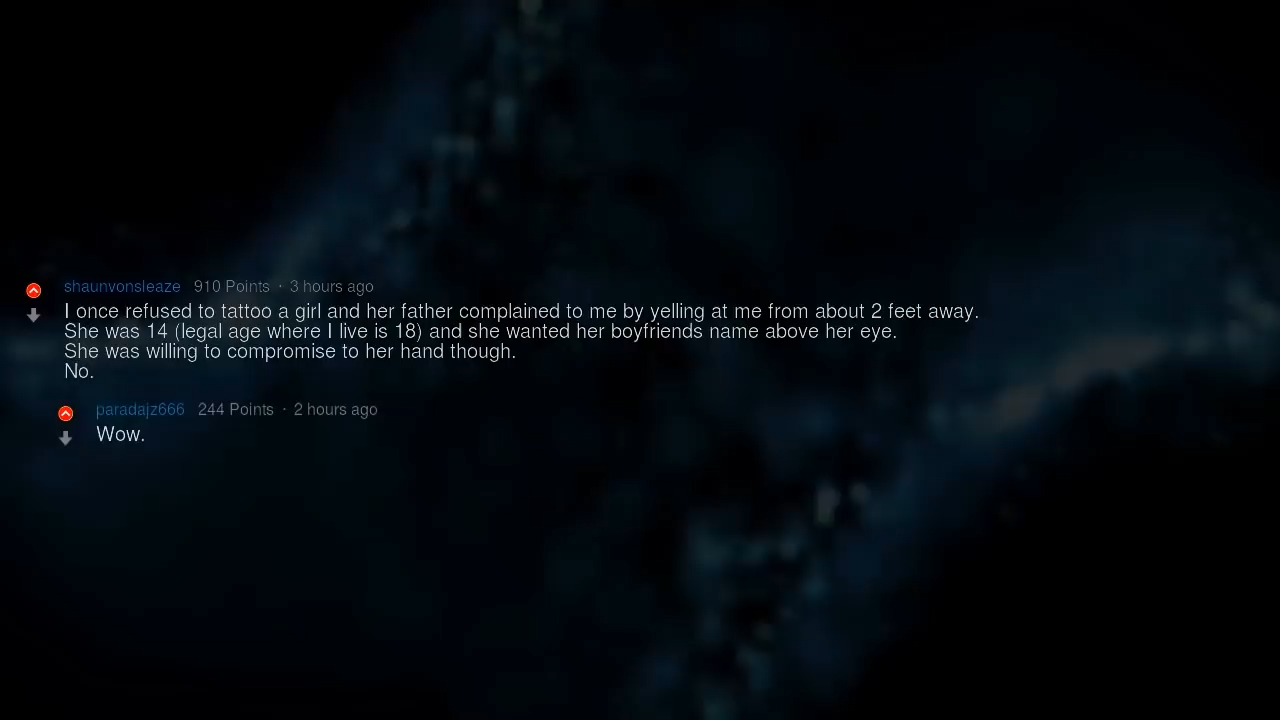 shaunvonsleaze 910 Points · 3 hours ago
I once refused to tattoo a girl and her father complained to me by yelling at me from about 2 feet away.
She was 14 (legal age where I live is 18) and she wanted her boyfriends name above her eye.
She was willing to compromise to her hand though.
No.
paradajz666 244 Points · 2 hours ago
Wow.